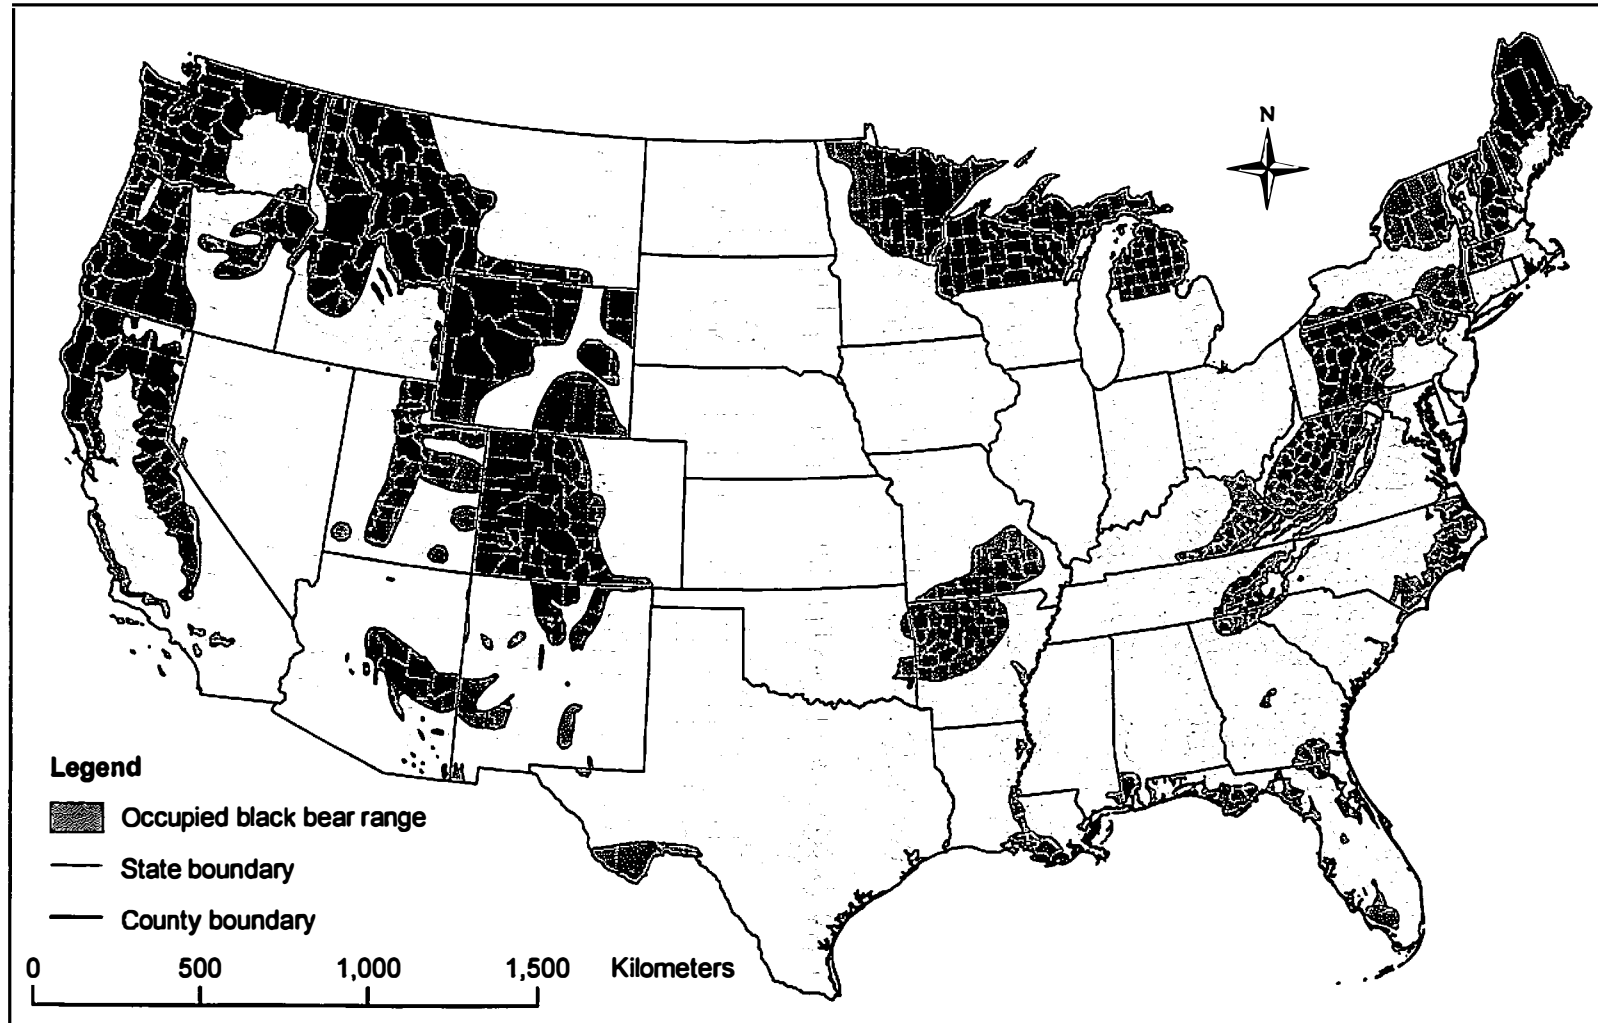 N
Legend
Occupied black bear range
State boundary
County boundary
0 500 1,000 1,500 Kilometers